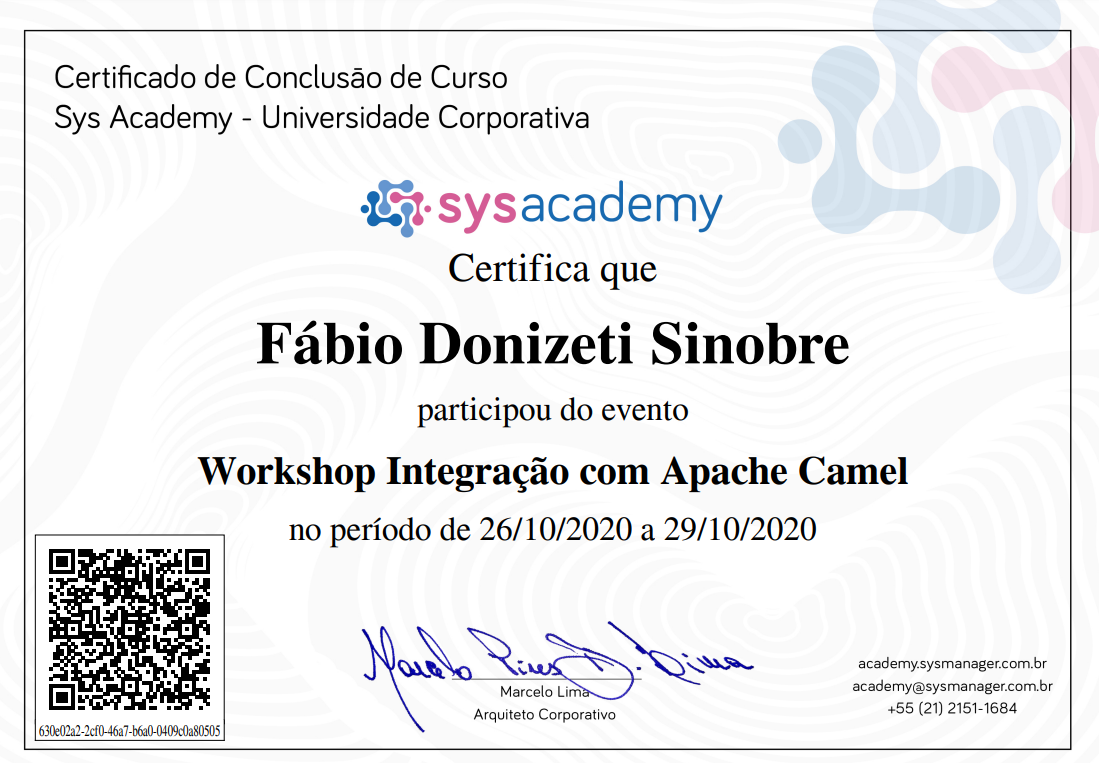 Certificado de Conclusão de Curso
Sys Academy - Universidade Corporativa
sysacademy
Certifica que
Fábio Donizeti Sinobre
participou do evento
Workshop Integração com Apache Camel
no período de 26/10/2020 a 29/10/2020
630e02a2-2cf0-46a7-b6a0-0409c0a80505
Marcelo Lima
Arquiteto Corporativo
academy.sysmanager.com.br
academy@sysmanager.com.br
+55 (21) 2151-1684